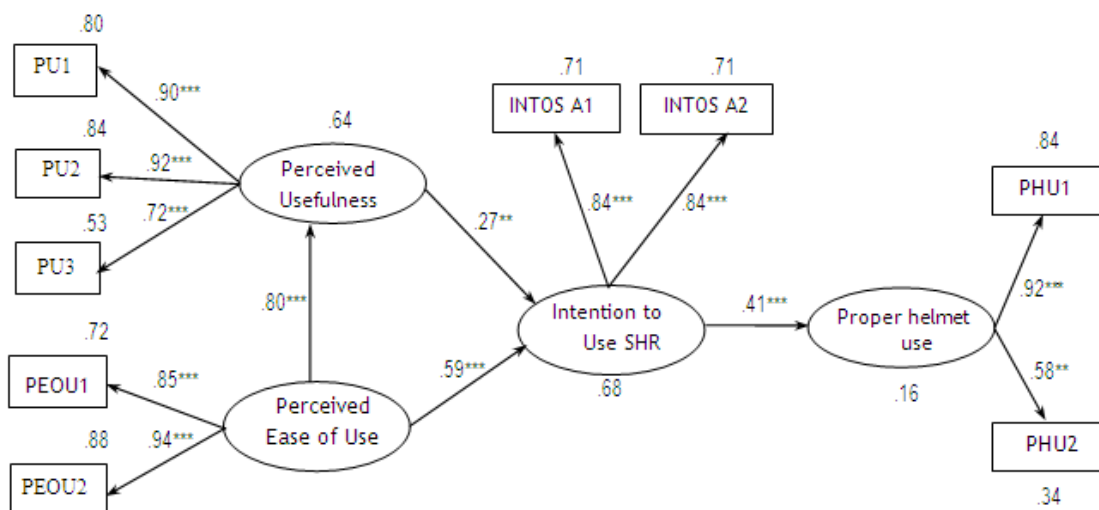 .80
PU1
.90***
.84
PU2
.92***
.53
.72***
PU3
.64
Perceived
Usefulness
.27**
.80***
.72
PEOU1
.85***
.88
.94***
PEOU2
Perceived
Ease of Use
.59***
.71
INTOS A1
.71
INTOS A2
.84***
.84***
Intention to
Use SHR
.68
.41***
Proper helmet
use
.16
.84
PHU1
.92***
.58**
PHU2
.34